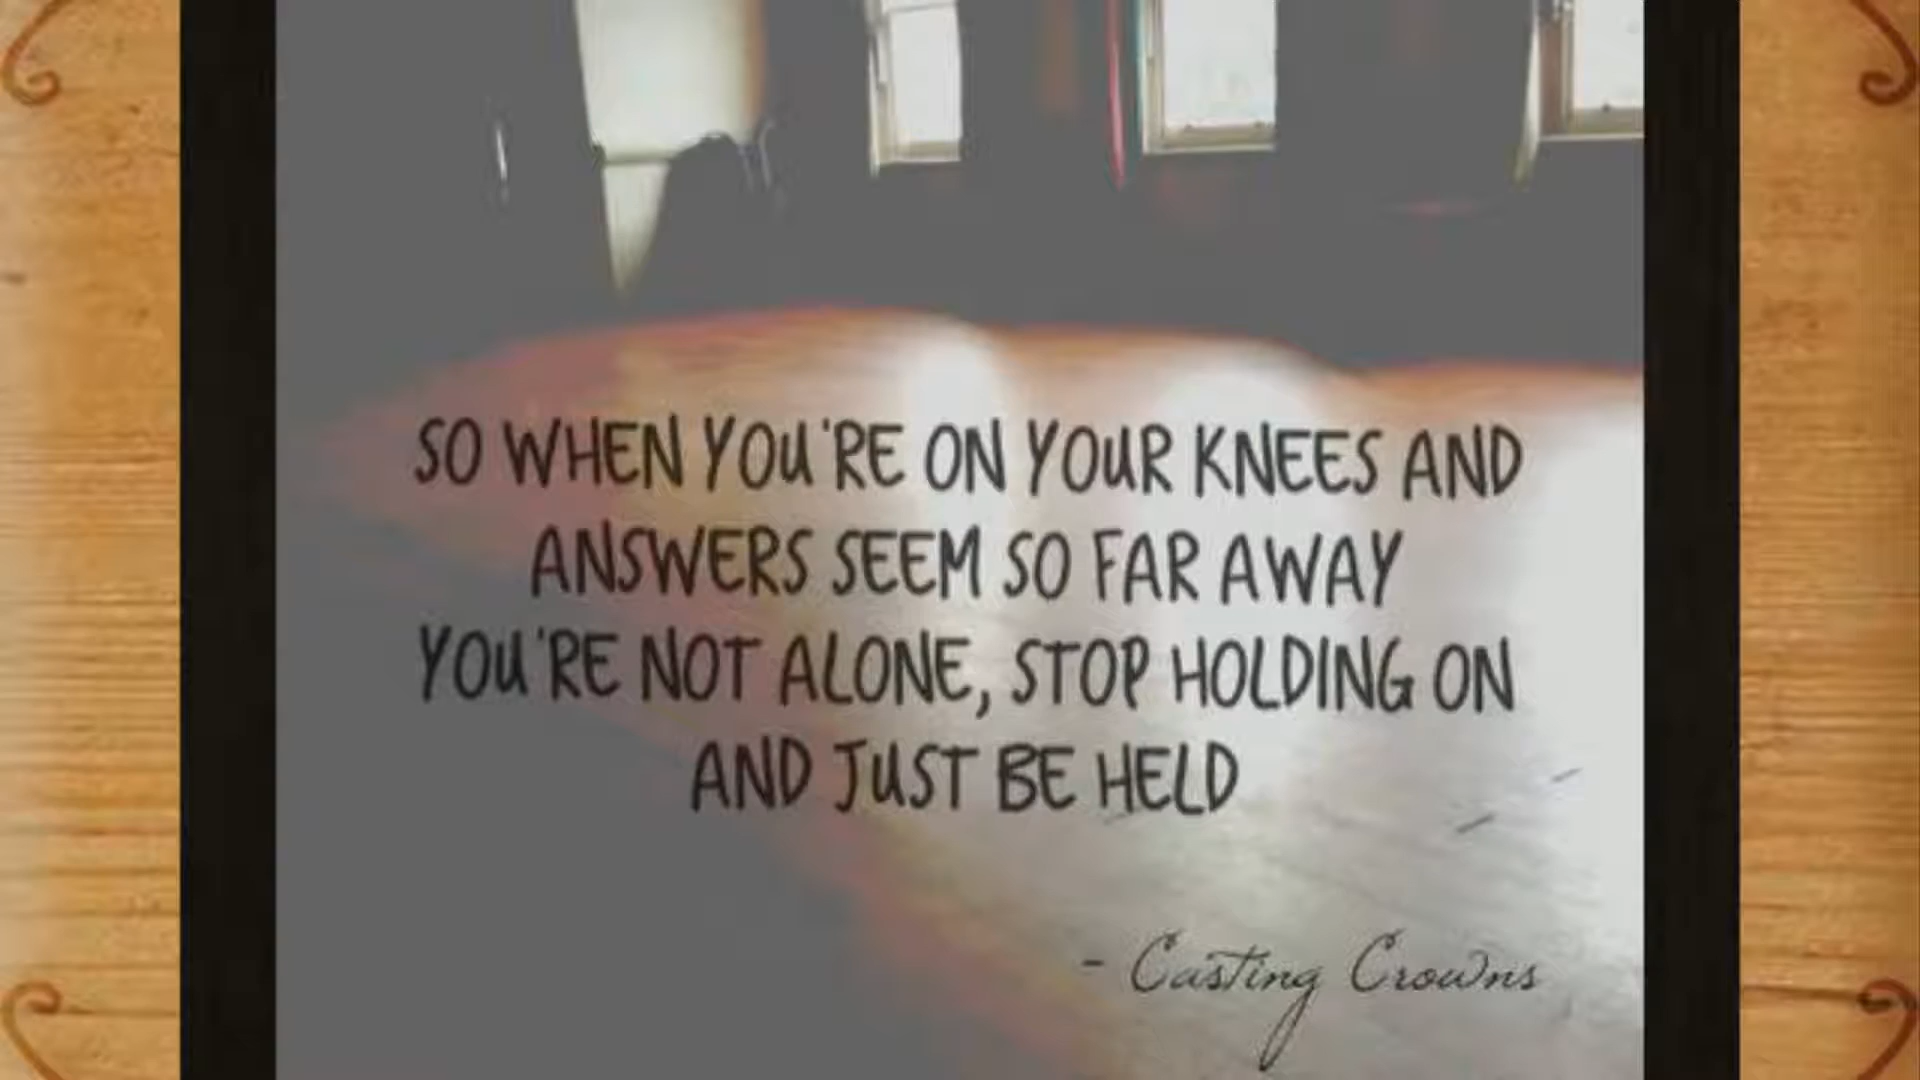 SO WHEN YOU'RE ON YOUR KNEES AND
ANSWERS SEEM SO FAR AWAY
YOU'RE NOT ALONE, STOP HOLDING ON
AND JUST BE HELD
- Casting Crowns